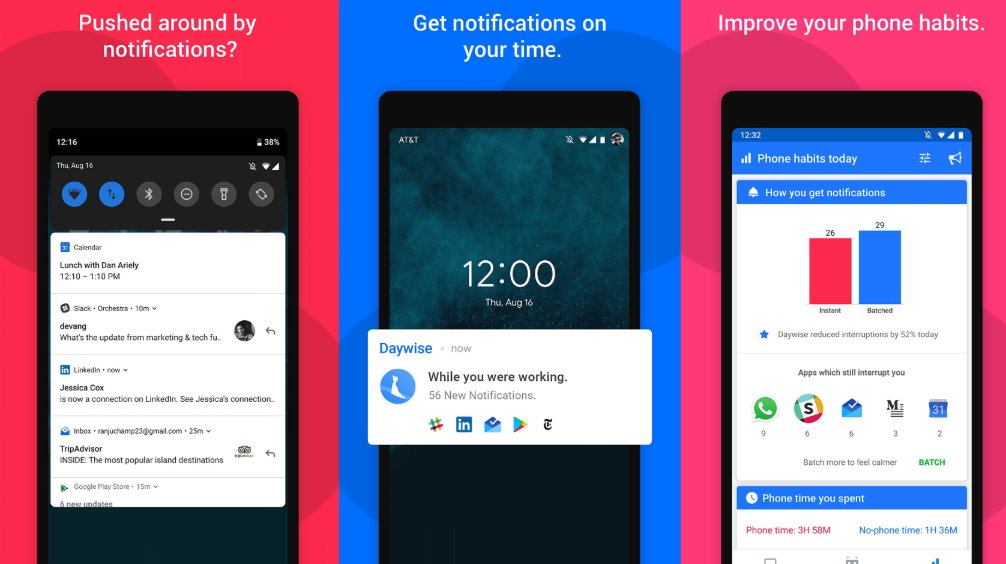 Pushed around by
notifications?
12:16
38%
Thu, Aug 16
31 Calendar
Lunch with Dan Ariely
12:10 – 1:10 PM
Slack • Orchestra • 10m
devang
What's the update from marketing & tech fu..
LinkedIn • now
Jessica Cox
is now a connection on LinkedIn. See Jessica's connection..
Inbox • ranjuchamp23@gmail.com • 25m
TripAdvisor
INSIDE: The most popular island destinations
Google Play Store • 15m
6 new updates
Get notifications on
your time.
AT&T
12:00
Thu, Aug 16
Daywise • now
While you were working.
56 New Notifications.
Improve your phone habits.
12:32
Phone habits today
How you get notifications
26
29
Instant
Batched
Daywise reduced interruptions by 52% today
Apps which still interrupt you
31
9
6
6
3
2
Batch more to feel calmer
BATCH
Phone time you spent
Phone time: 3H 58M
No-phone time: 1H 36M